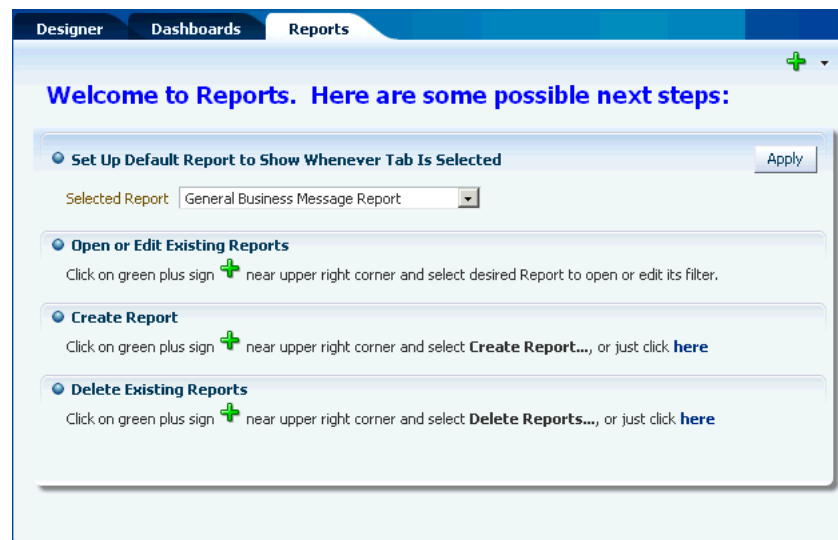 Designer Dashboards Reports
Welcome to Reports. Here are some possible next steps:
Set Up Default Report to Show Whenever Tab Is Selected
Apply
Selected Report General Business Message Report
Open or Edit Existing Reports
Click on green plus sign near upper right corner and select desired Report to open or edit its filter.
Create Report
Click on green plus sign near upper right corner and select Create Report..., or just click here
Delete Existing Reports
Click on green plus sign near upper right corner and select Delete Reports..., or just click here